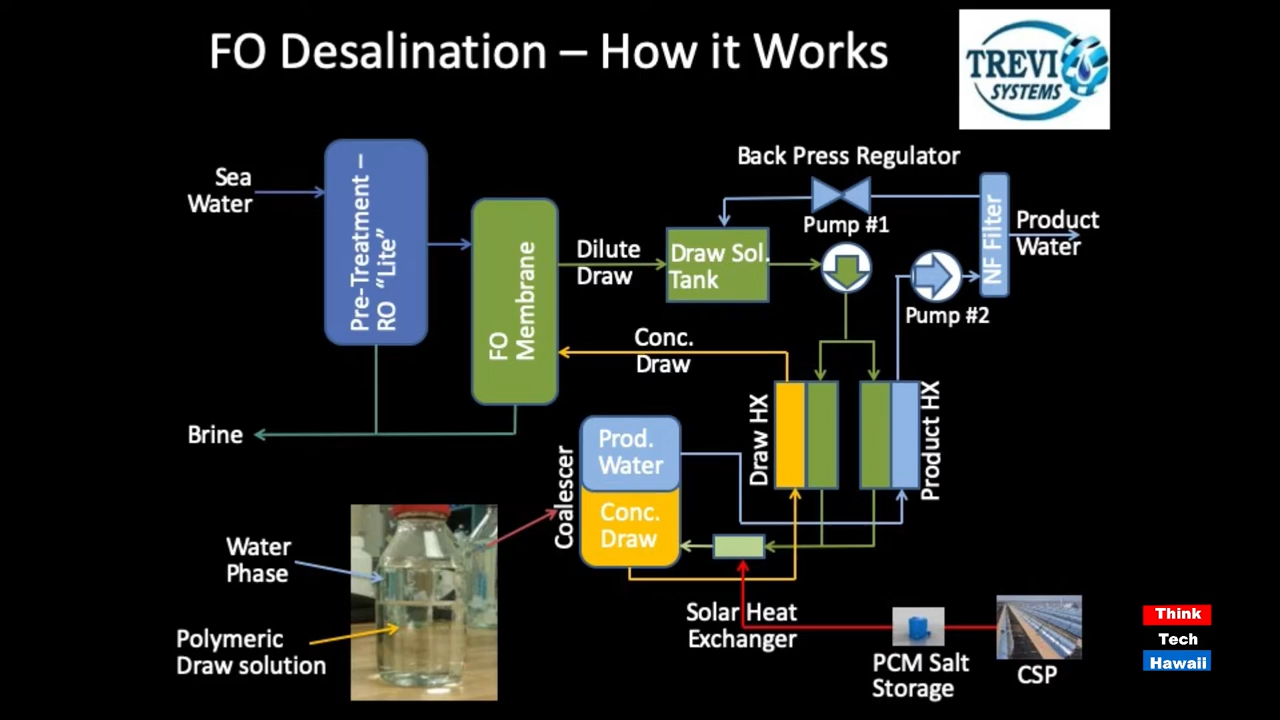 FO Desalination – How it Works
TREVI
SYSTEMS
Back Press Regulator
Sea
Water
Pre-Treatment –
RO "Lite"
FO
Membrane
Dilute
Draw
Draw Sol.
Tank
Pump #1
NF Filter
Product
Water
Pump #2
Conc.
Draw
Draw HX
Product HX
Brine
Coalescer
Prod.
Water
Conc.
Draw
Water
Phase
Polymeric
Draw solution
Solar Heat
Exchanger
PCM Salt
Storage
CSP
Think
Tech
Hawaii